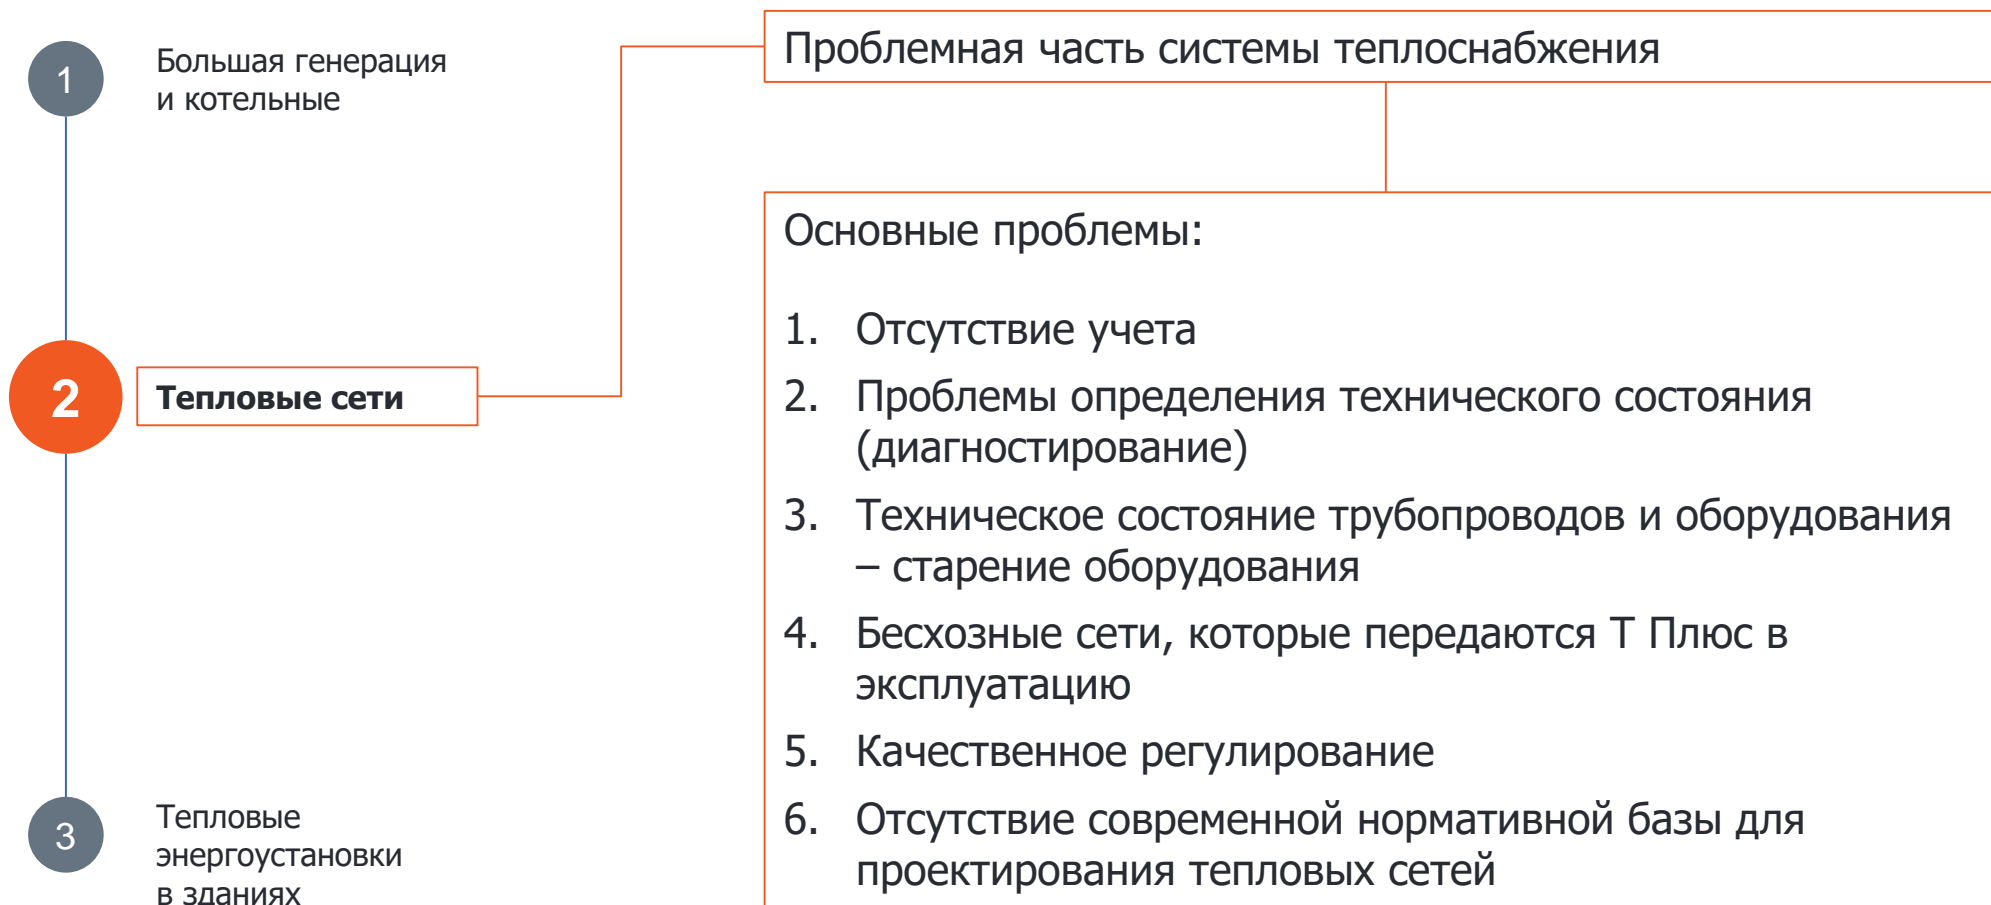 1
Большая генерация
и котельные
2
Тепловые сети
3
Тепловые
энергоустановки
в зданиях
Проблемная часть системы теплоснабжения
Основные проблемы:
1. Отсутствие учета
2. Проблемы определения технического состояния
(диагностирование)
3. Техническое состояние трубопроводов и оборудования
– старение оборудования
4. Бесхозные сети, которые передаются Т Плюс в
эксплуатацию
5. Качественное регулирование
6. Отсутствие современной нормативной базы для
проектирования тепловых сетей